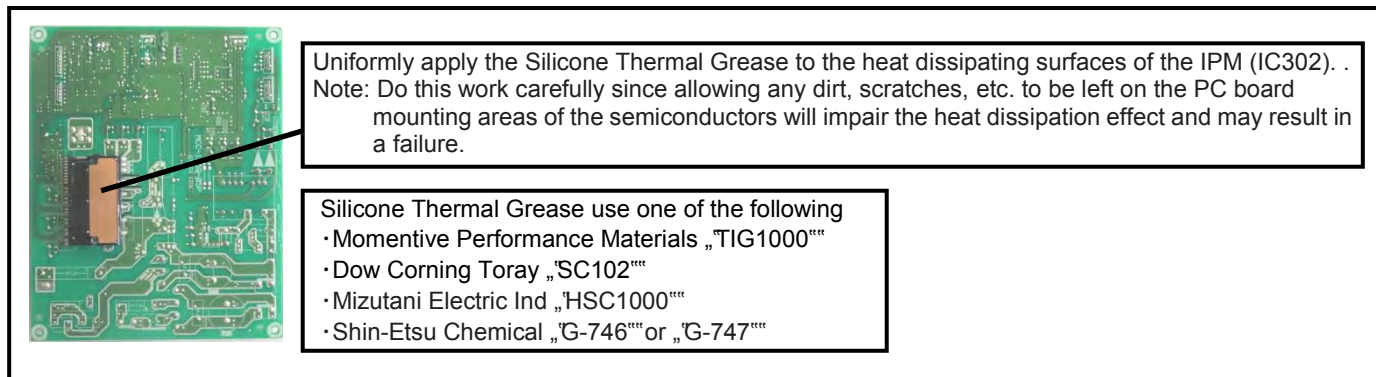 Uniformly apply the Silicone Thermal Grease to the heat dissipating surfaces of the IPM (IC302). .
Note: Do this work carefully since allowing any dirt, scratches, etc. to be left on the PC board
mounting areas of the semiconductors will impair the heat dissipation effect and may result in
a failure.
Silicone Thermal Grease use one of the following
・Momentive Performance Materials „‟TIG1000‟‟‟
・Dow Corning Toray „‟SC102‟‟‟
・Mizutani Electric Ind „‟HSC1000‟‟‟
・Shin-Etsu Chemical „‟G-746‟‟‟or „‟G-747‟‟‟